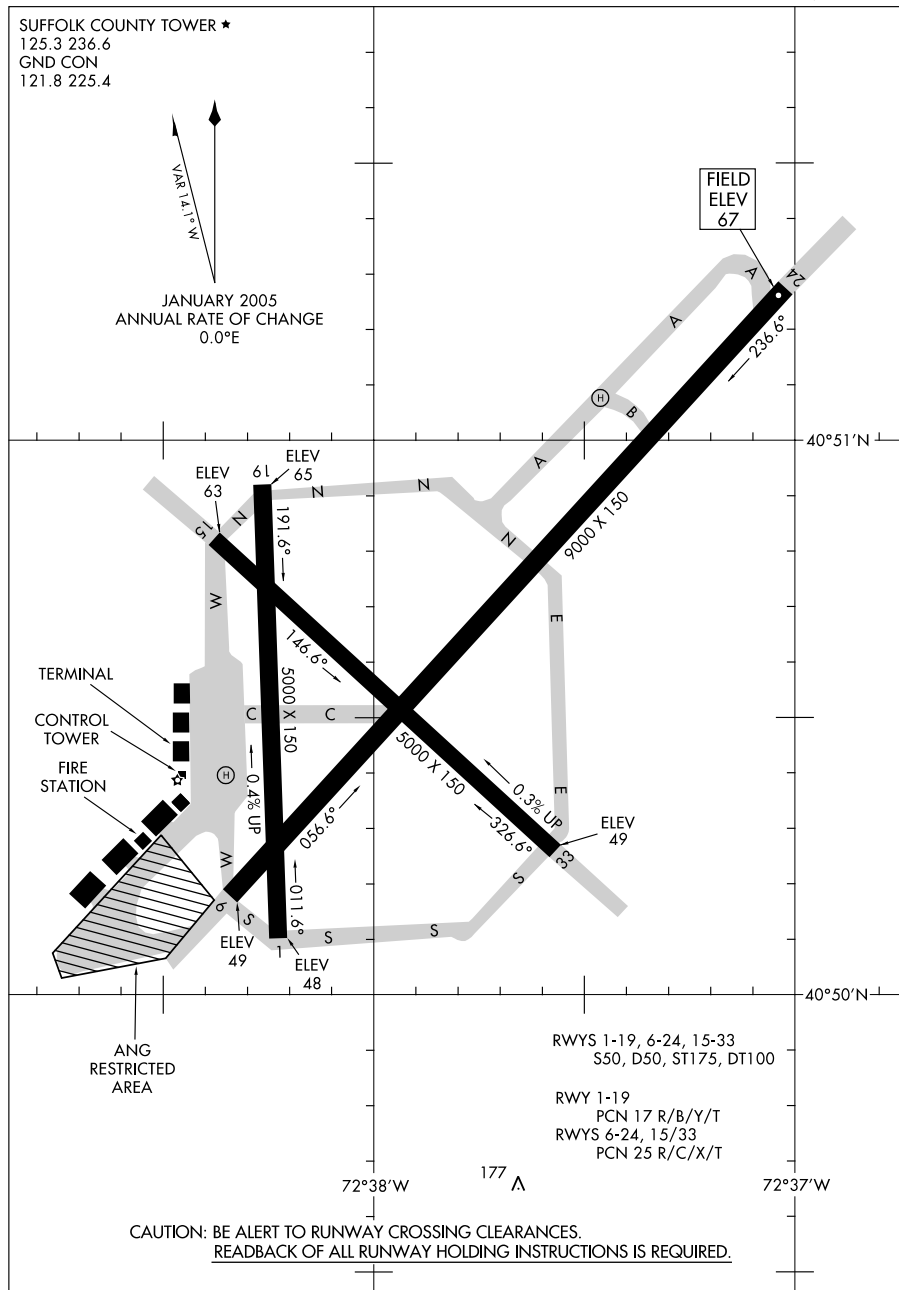 SUFFOLK COUNTY TOWER
125.3 236.6
GND CON
121.8 225.4
VAR 14.1° W
JANUARY 2005
ANNUAL RATE OF CHANGE
0.0°E
FIELD
ELEV
67
A
24
A
236.6°
H
B
A
40°51'N
ELEV
63
19
ELEV
65
N
N
N
15
191.6°
N
9000 X 150
W
E
146.6°
TERMINAL
5000 X 150
C
C
CONTROL
TOWER
5000 X 150
FIRE
STATION
H
0.4% UP
056.6°
0.3% UP
326.6°
E
ELEV
49
33
W
011.6°
S
6
S
S
S
1
ELEV
49
ELEV
48
40°50'N
ANG
RESTRICTED
AREA
RWYS 1-19, 6-24, 15-33
S50, D50, ST175, DT100
RWY 1-19
PCN 17 R/B/Y/T
RWYS 6-24, 15/33
PCN 25 R/C/X/T
177
72°38'W
72°37'W
CAUTION: BE ALERT TO RUNWAY CROSSING CLEARANCES.
READBACK OF ALL RUNWAY HOLDING INSTRUCTIONS IS REQUIRED.